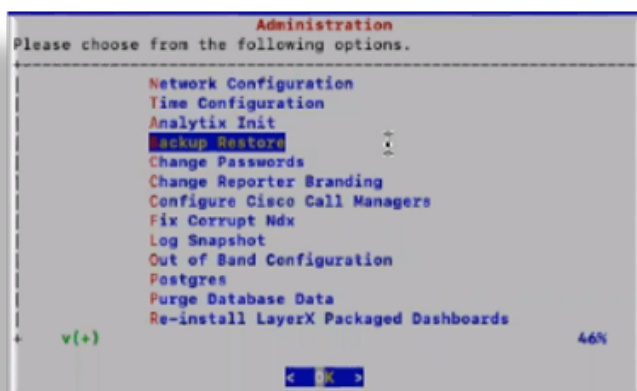 Administration
Please choose from the following options.
Network Configuration
Time Configuration
Analytix Init
Backup Restore
Change Passwords
Change Reporter Branding
Configure Cisco Call Managers
Fix Corrupt Ndx
Log Snapshot
Out of Band Configuration
Postgres
Purge Database Data
Re-install LayerX Packaged Dashboards
v(+) 46%
< OK >